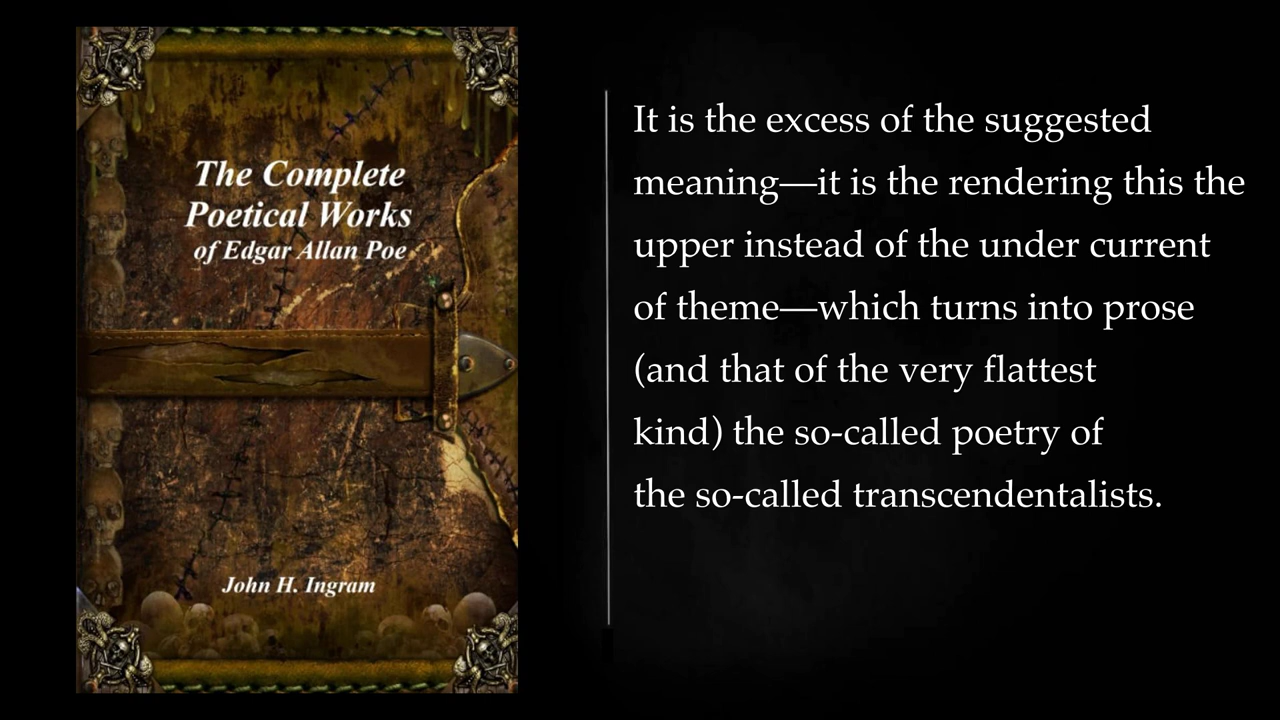 The Complete
Poetical Works
of Edgar Allan Poe
John H. Ingram
It is the excess of the suggested
meaning—it is the rendering this the
upper instead of the under current
of theme—which turns into prose
(and that of the very flattest
kind) the so-called poetry of
the so-called transcendentalists.